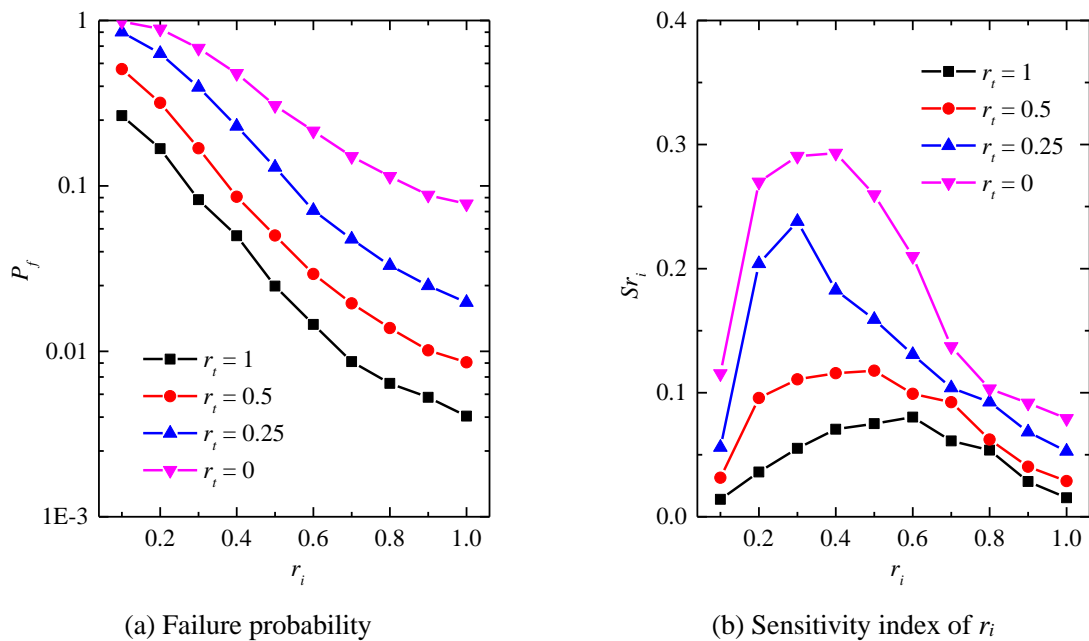 1
0.1
0.01
1E-3
P_f
r_t = 1
r_t = 0.5
r_t = 0.25
r_t = 0
0.2 0.4 0.6 0.8 1.0
r_i
(a) Failure probability
0.4
0.3
0.2
0.1
0.0
Sr_i
r_t = 1
r_t = 0.5
r_t = 0.25
r_t = 0
0.2 0.4 0.6 0.8 1.0
r_i
(b) Sensitivity index of r_i